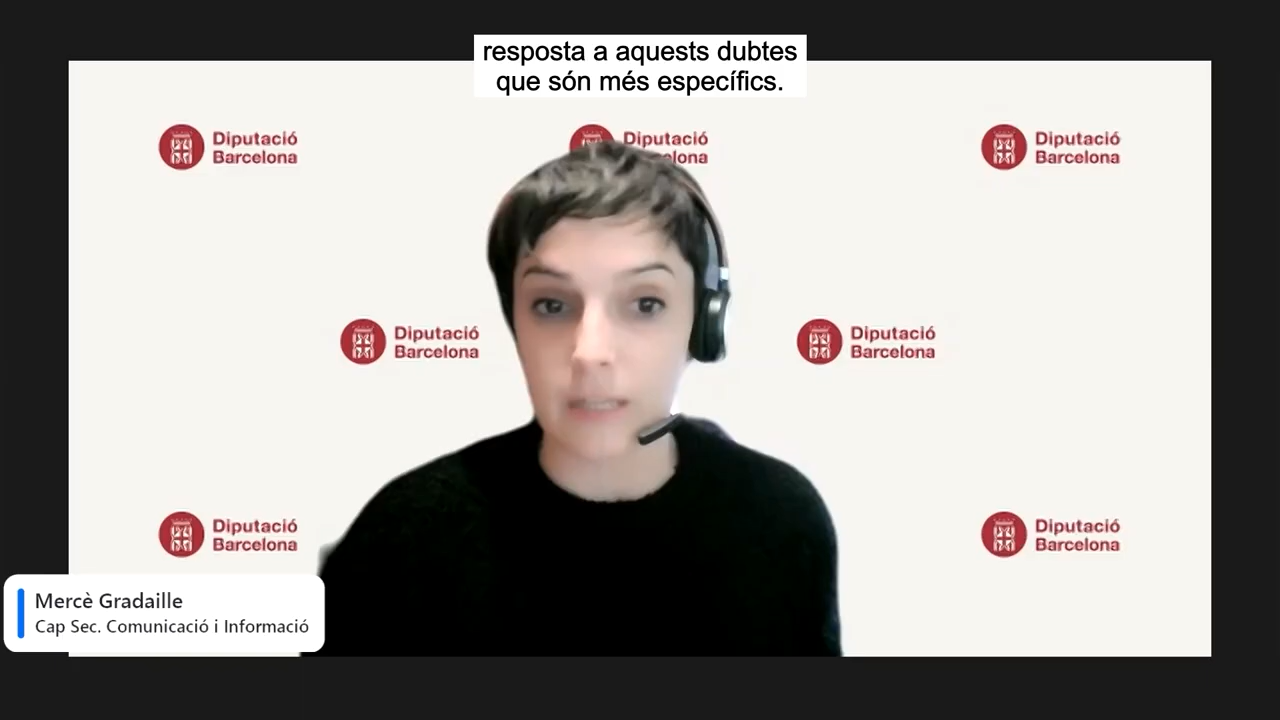 resposta a aquests dubtes
que són més específics.
Diputació
Barcelona
Diputació
elona
Diputació
Barcelona
Diputació
Barcelona
Diputació
Barcelona
Diputació
Barcelona
Diputació
Barcelona
Mercè Gradaille
Cap Sec. Comunicació i Informació